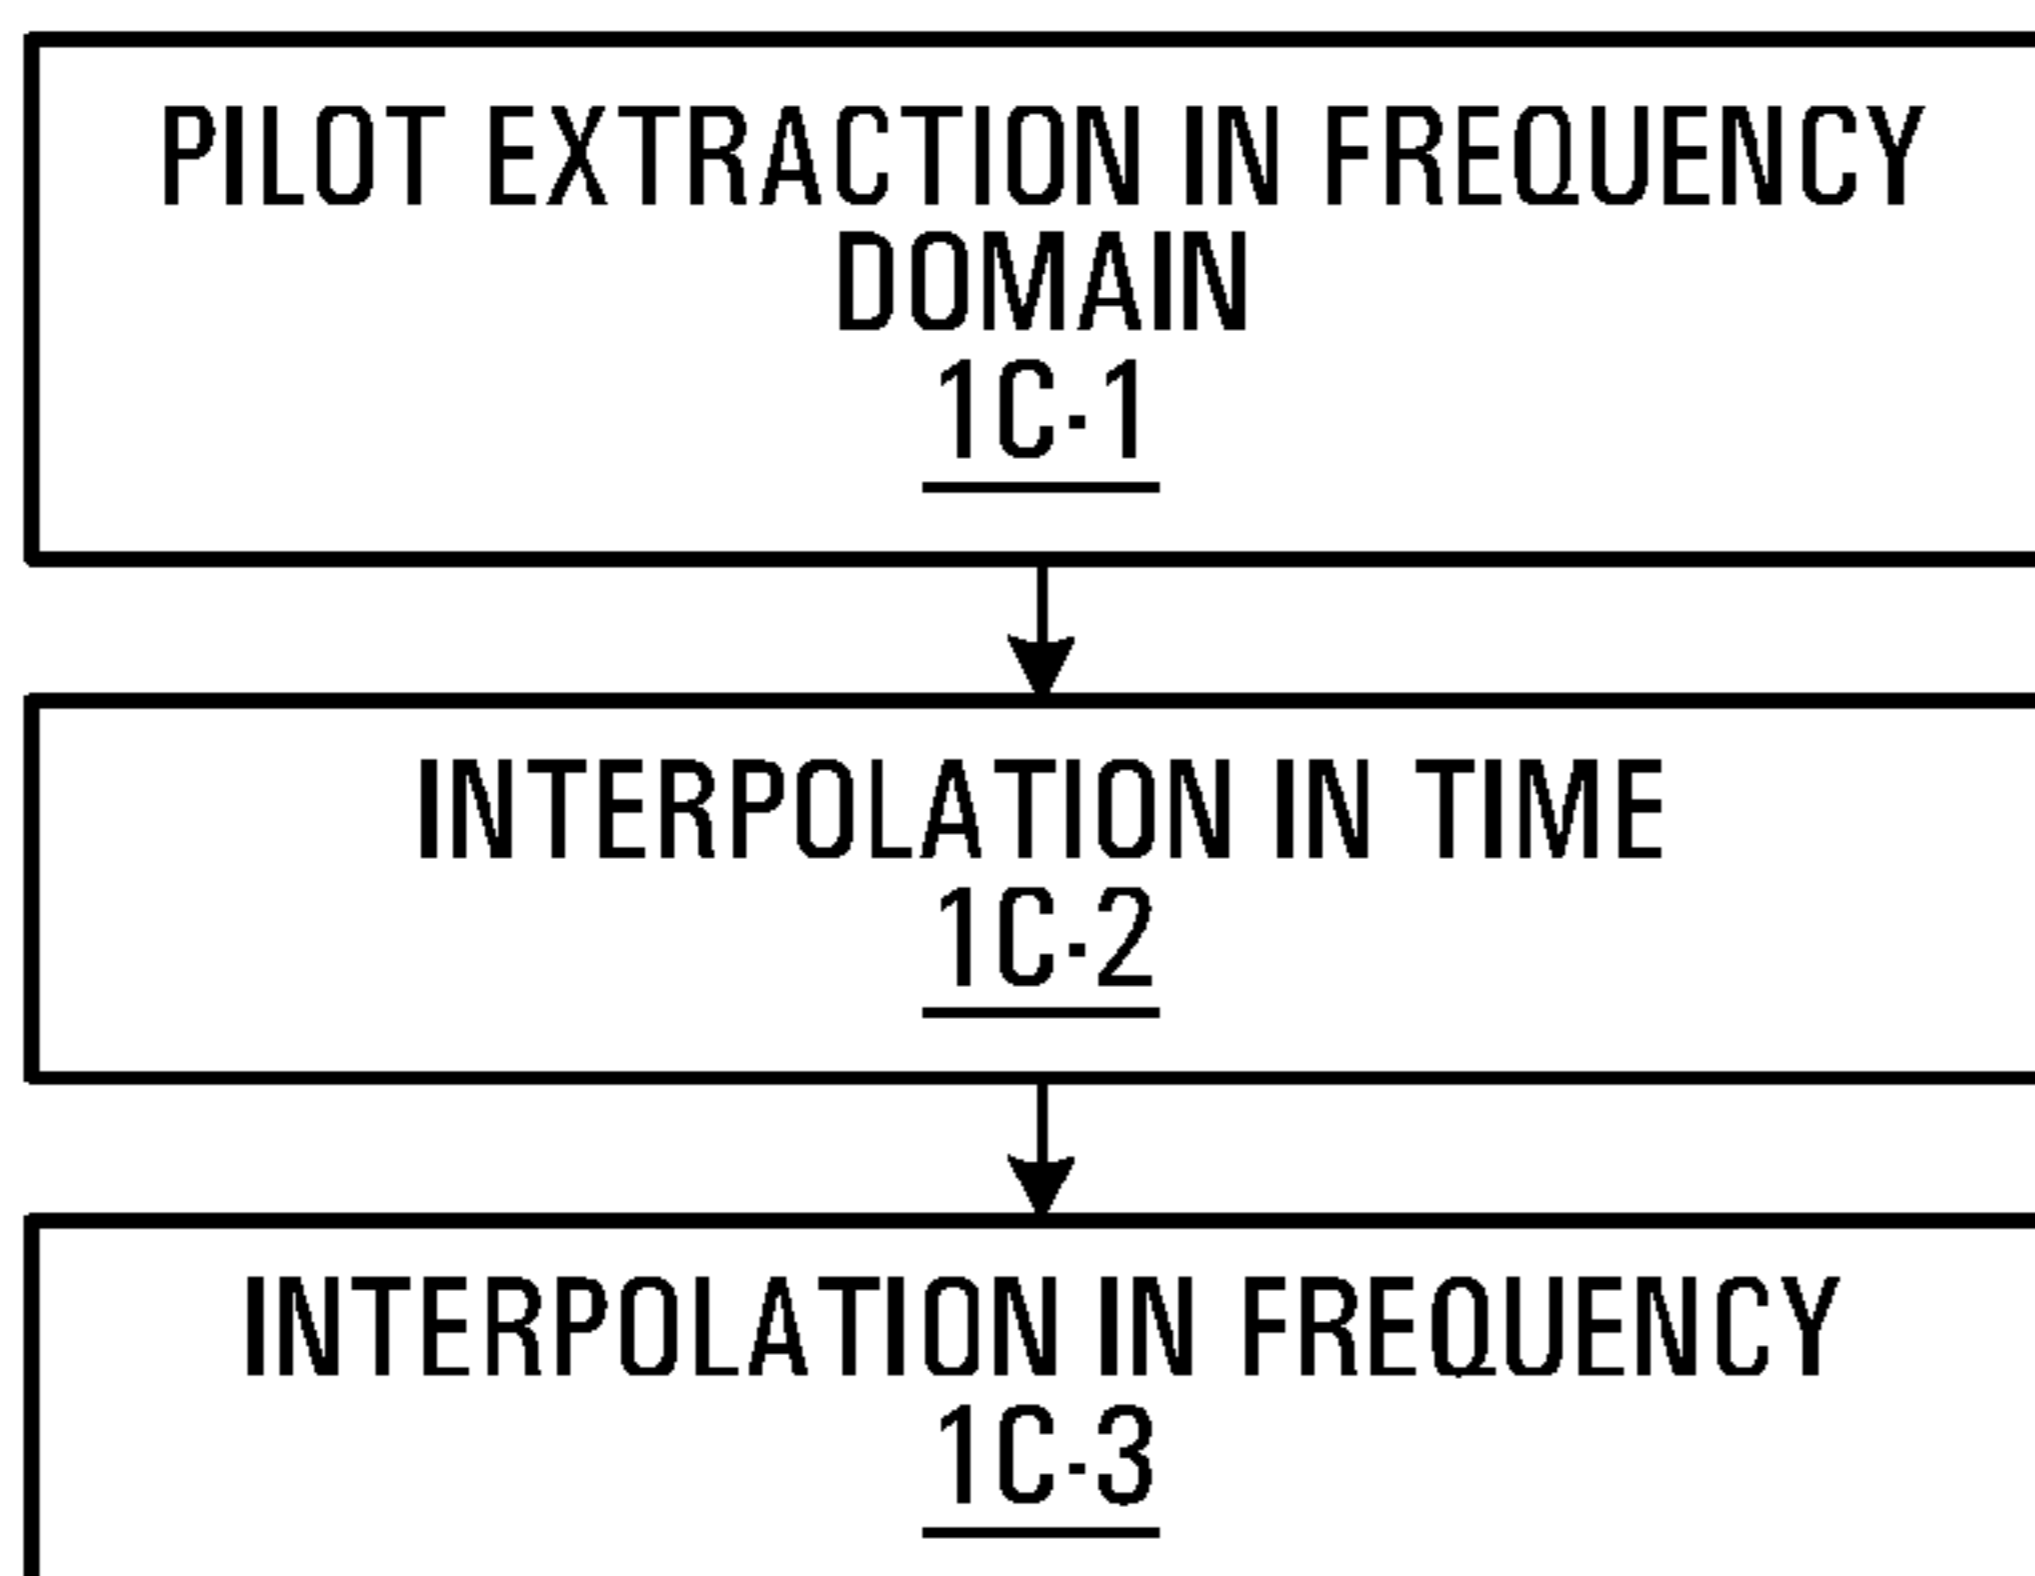 PILOT EXTRACTION IN FREQUENCY
DOMAIN
1C-1
INTERPOLATION IN TIME
1C-2
INTERPOLATION IN FREQUENCY
1C-3